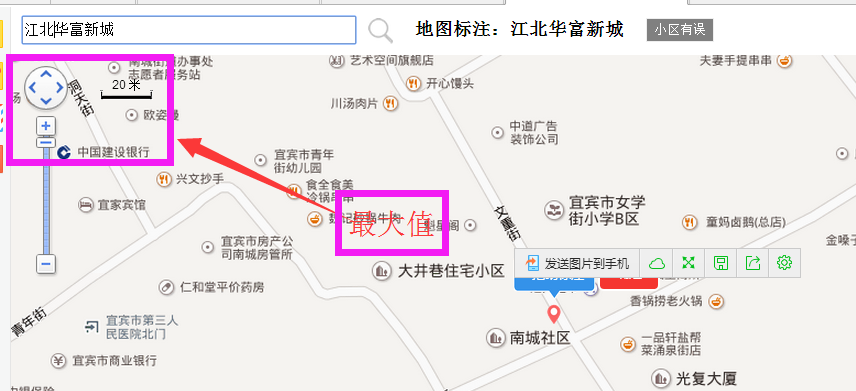 江北华富新城
地图标注：江北华富新城
小区有误
南城街道办事处
志愿者服务站
艺术空间旗舰店
夫妻手提串串
20 米
洞天街
开心馒头
川汤肉片
欧姿曼
中道广告
装饰公司
中国建设银行
宜宾市青年
街幼儿园
兴文抄手
食全食美
冷锅串串
宜家宾馆
最大值
魁星阁
文重街
宜宾市女学
街小学B区
童妈卤鹅(总店)
金嗓子
宜宾市房产公
司南城房管所
大井巷住宅小区
发送图片到手机
仁和堂平价药房
香锅捞老火锅
青年街
宜宾市第三人
民医院北门
南城社区
一品轩盐帮
菜涌泉街店
宜宾市商业银行
光复大厦